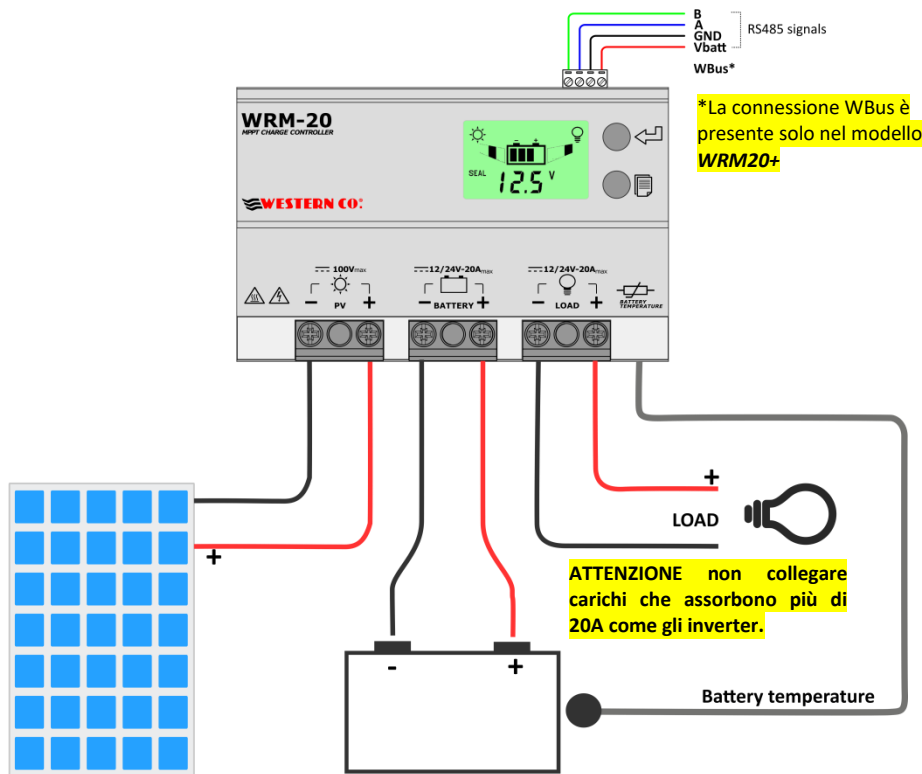 B
A
GND
Vbatt
RS485 signals
WBus*
*La connessione WBus è
presente solo nel modello
WRM20+
WRM-20
MPPT CHARGE CONTROLLER
SEAL 12.5 V
WESTERN CO.
100Vmax
12/24V-20Amax
12/24V-20Amax
− PV +
− BATTERY +
− LOAD +
BATTERY
TEMPERATURE
+
LOAD
+
ATTENZIONE non collegare
carichi che assorbono più di
20A come gli inverter.
- +
Battery temperature